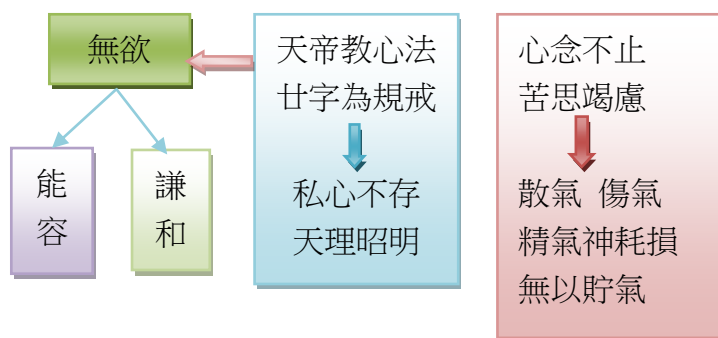 無欲
能
容
謙
和
天帝教心法
廿字為規戒
私心不存
天理昭明
心念不止
苦思竭慮
散氣 傷氣
精氣神耗損
無以貯氣